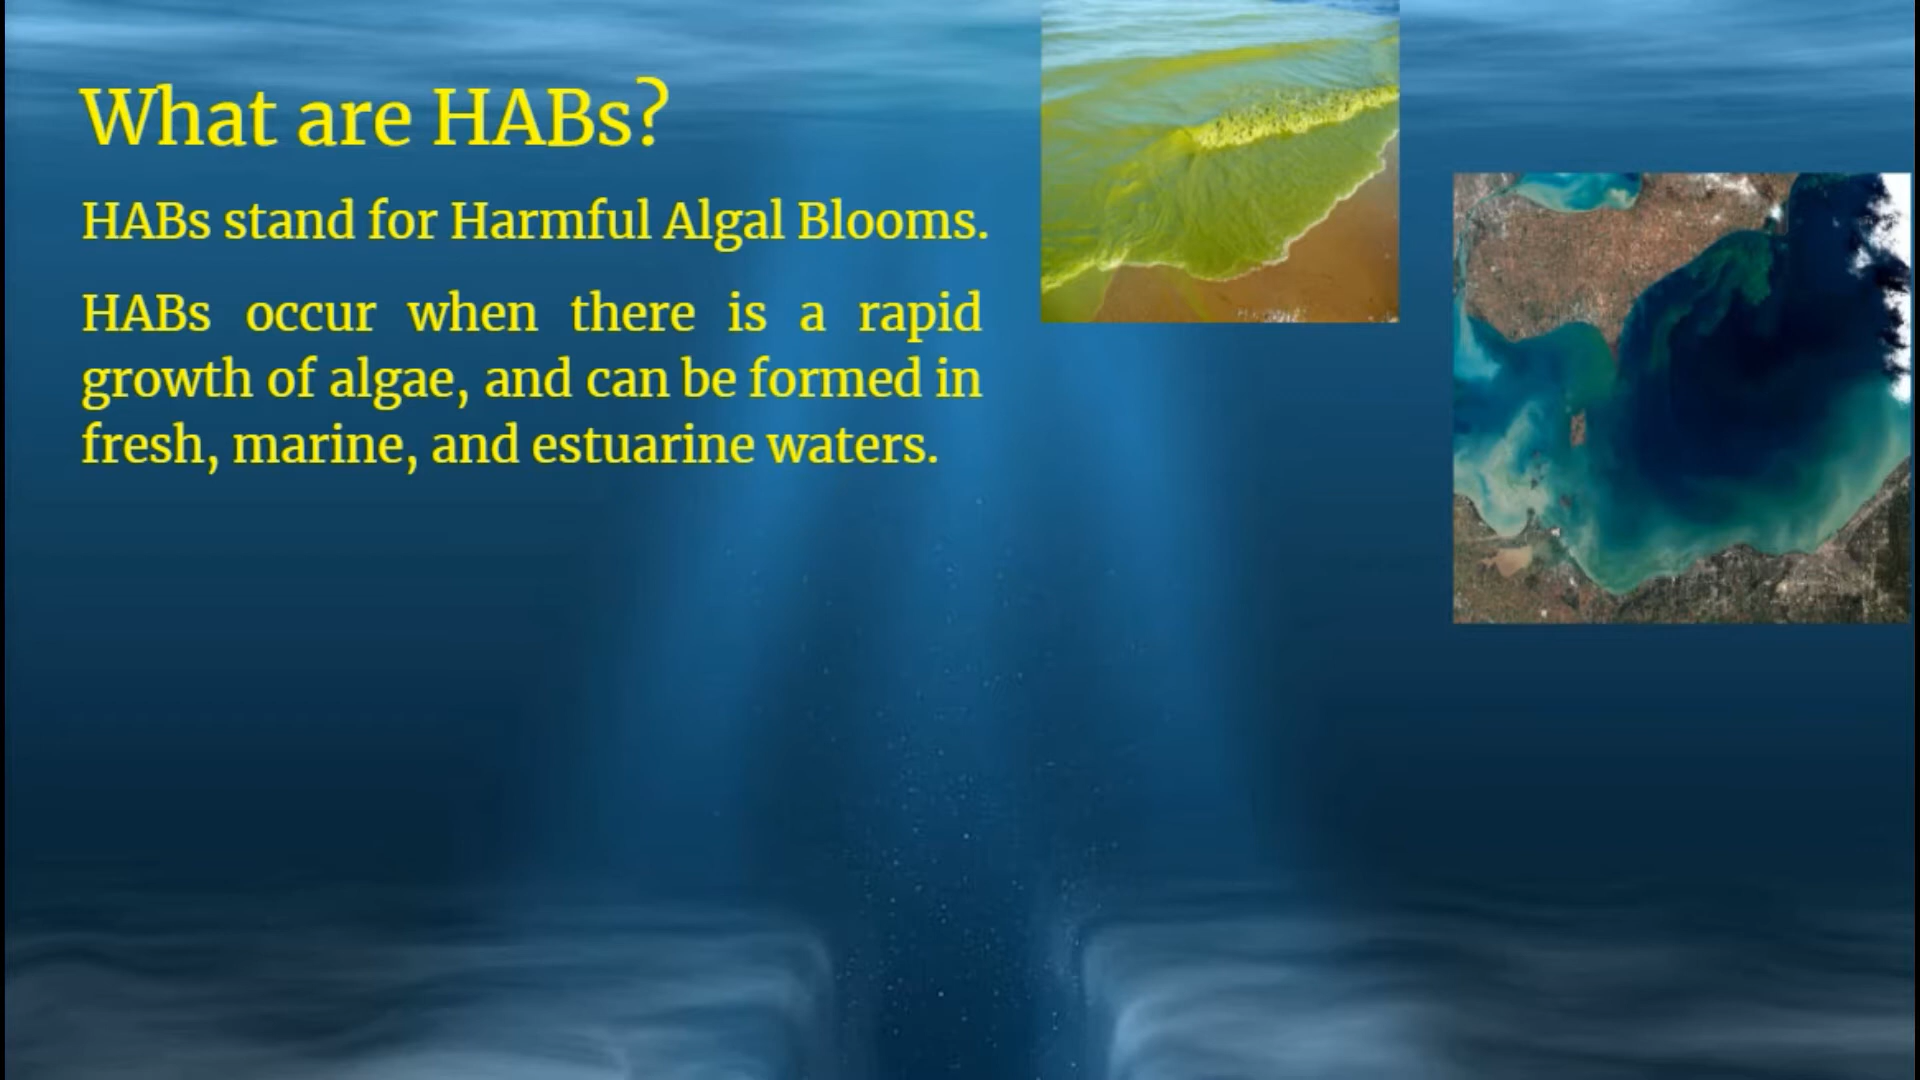 What are HABs?
HABs stand for Harmful Algal Blooms.
HABs occur when there is a rapid
growth of algae, and can be formed in
fresh, marine, and estuarine waters.